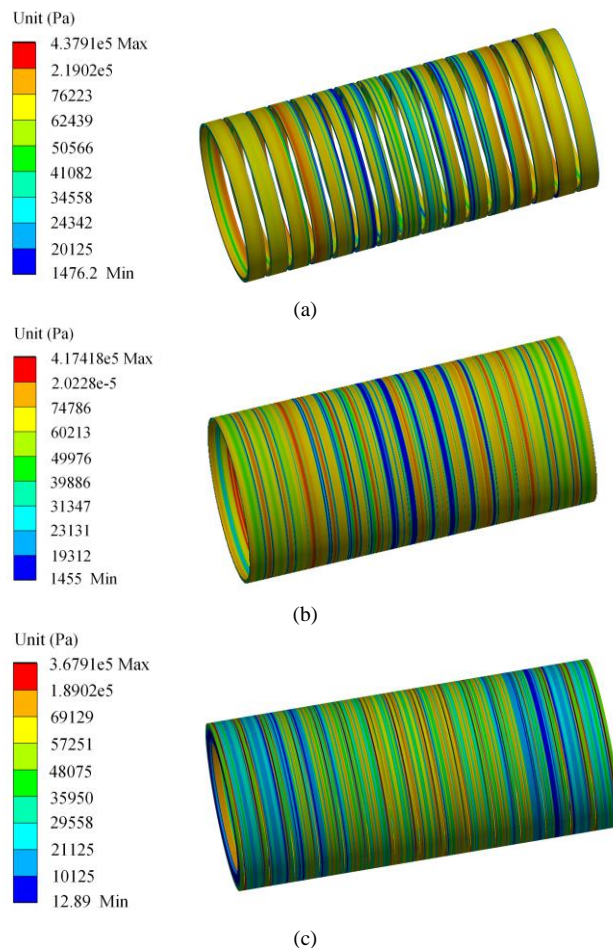 Unit (Pa)
4.3791e5 Max
2.1902e5
76223
62439
50566
41082
34558
24342
20125
1476.2 Min
(a)
Unit (Pa)
4.17418e5 Max
2.0228e-5
74786
60213
49976
39886
31347
23131
19312
1455 Min
(b)
Unit (Pa)
3.6791e5 Max
1.8902e5
69129
57251
48075
35950
29558
21125
10125
12.89 Min
(c)